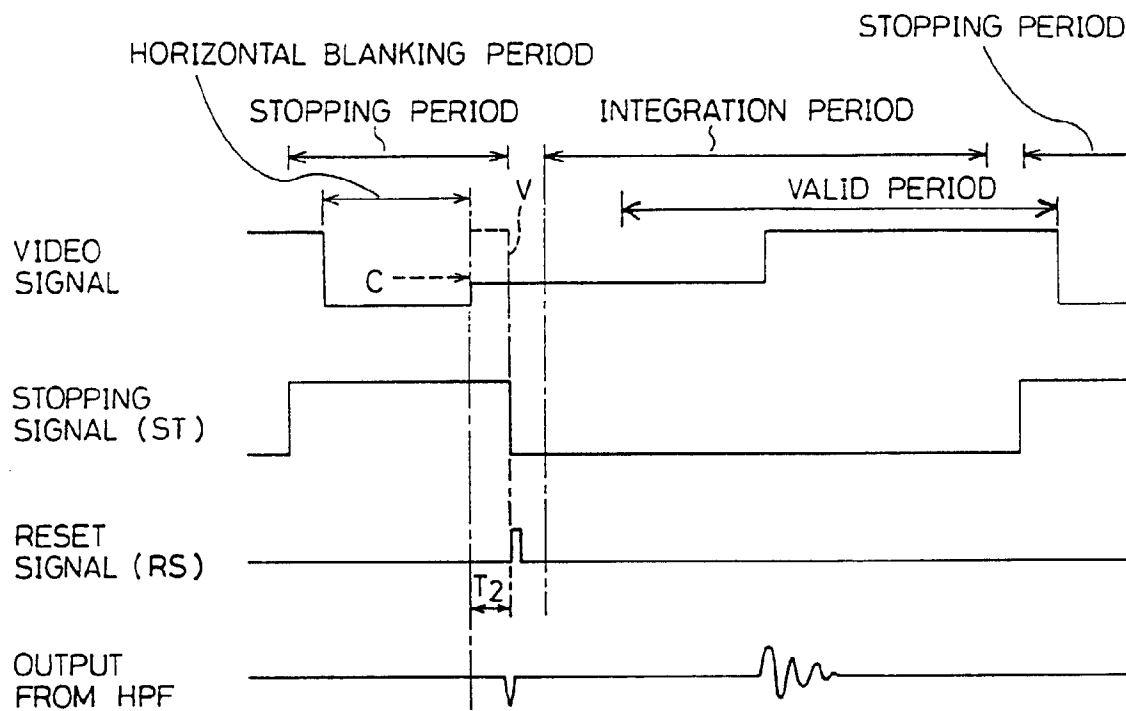 STOPPING PERIOD
HORIZONTAL BLANKING PERIOD
STOPPING PERIOD
INTEGRATION PERIOD
VALID PERIOD
V
VIDEO
SIGNAL
C
STOPPING
SIGNAL (ST)
RESET
SIGNAL (RS)
T2
OUTPUT
FROM HPF